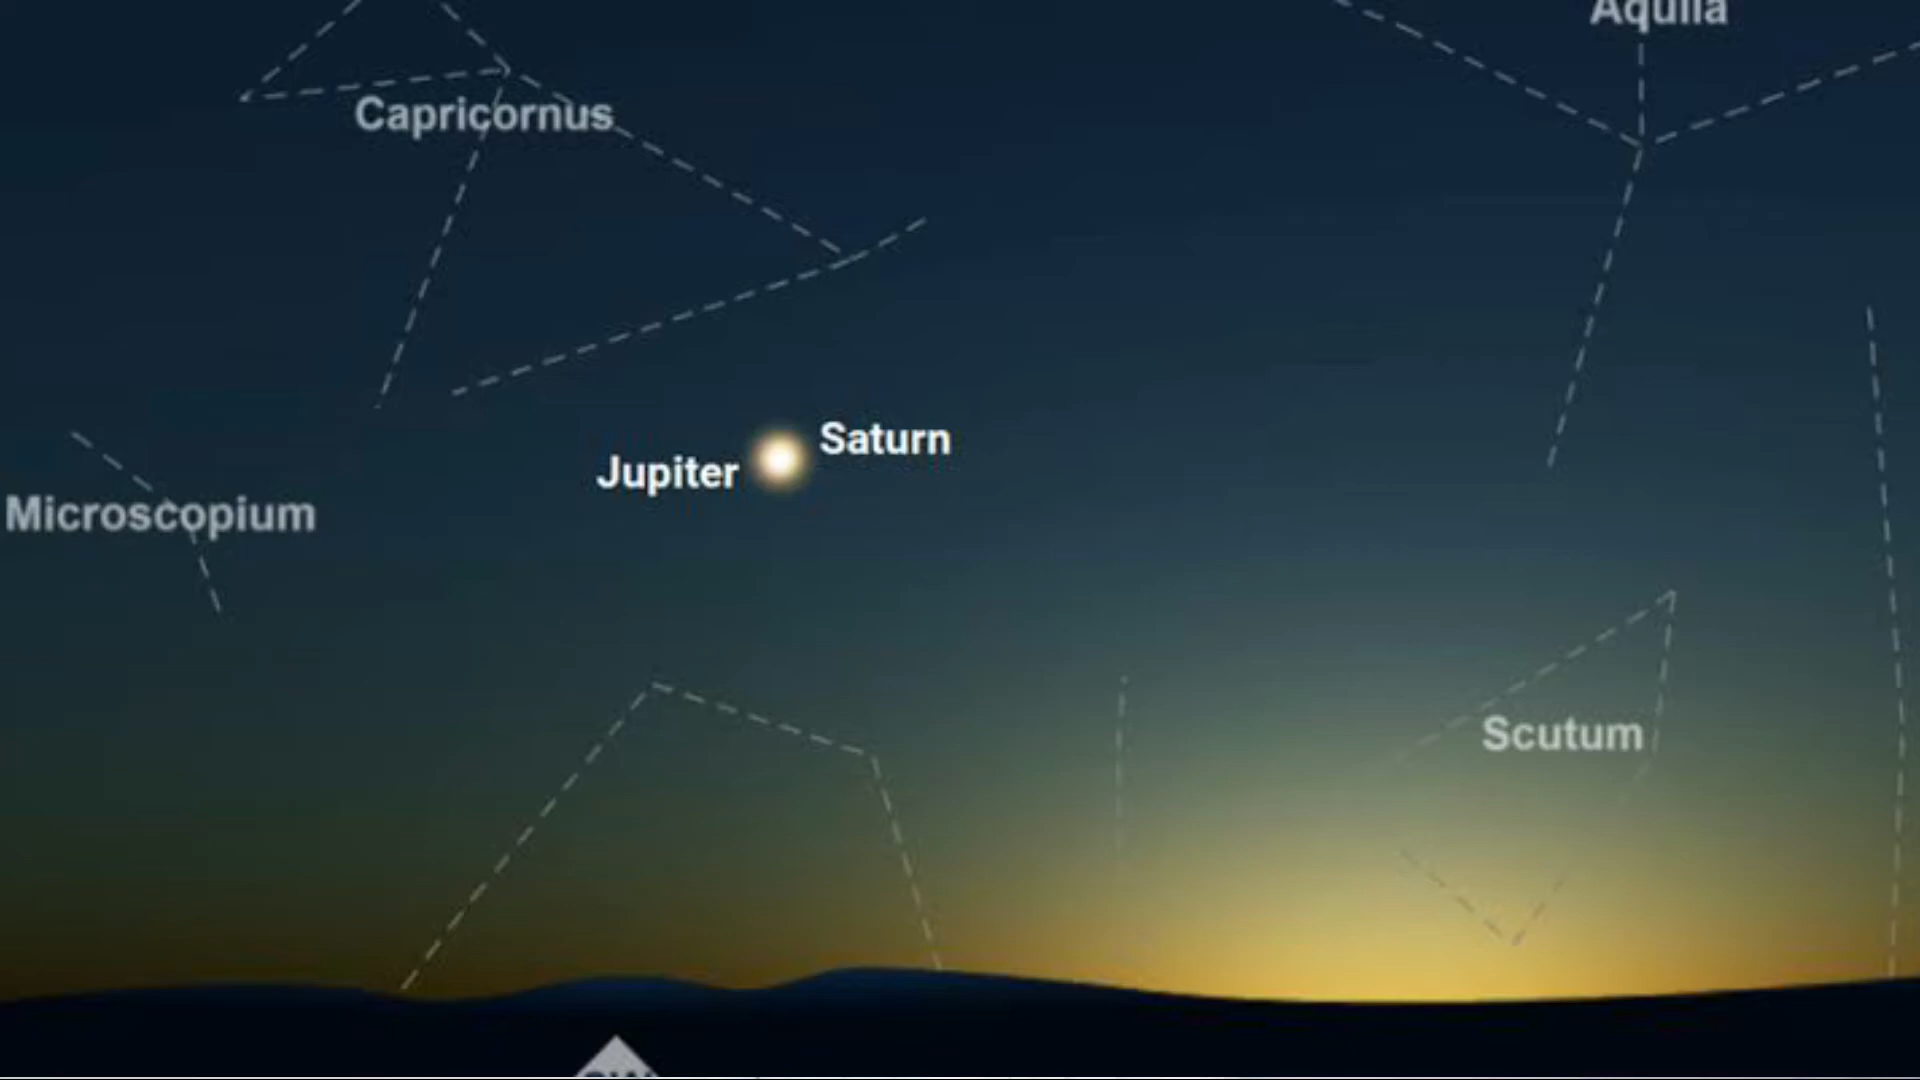 Aquila
Capricornus
Saturn
Jupiter
Microscopium
Scutum